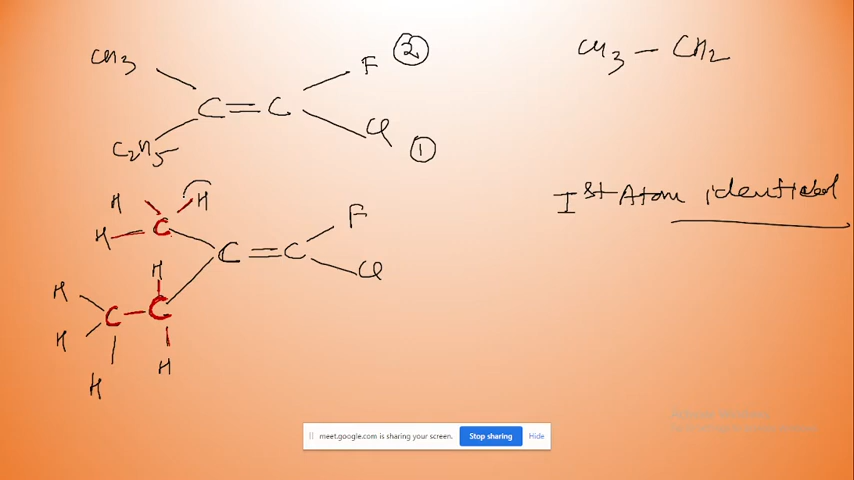 CH3
F
2
C = C
C2H5
Cl
1
CH3 - CH2
Ist Atom identical
H
H
H
C
C = C
F
Cl
H
H
C - C
H
H
H
meet.google.com is sharing your screen.
Stop sharing
Hide